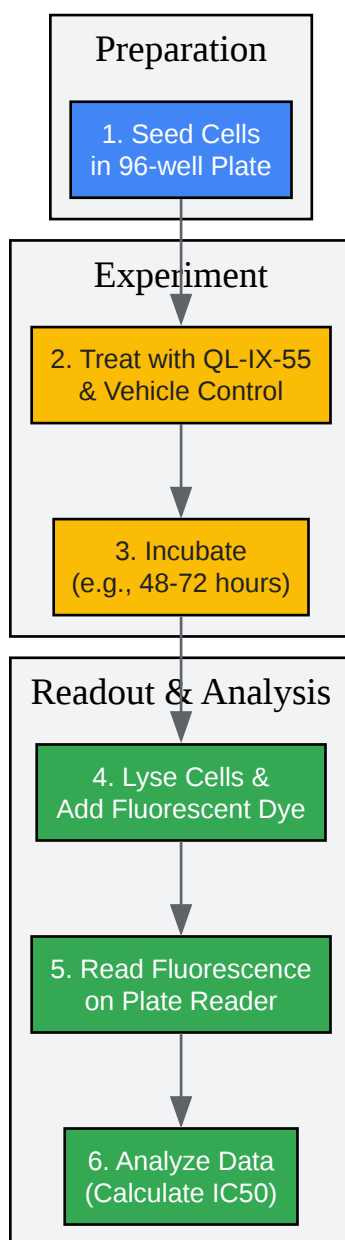 Preparation
1. Seed Cells
in 96-well Plate
Experiment
2. Treat with QL-IX-55
& Vehicle Control
3. Incubate
(e.g., 48-72 hours)
Readout & Analysis
4. Lyse Cells &
Add Fluorescent Dye
5. Read Fluorescence
on Plate Reader
6. Analyze Data
(Calculate IC50)